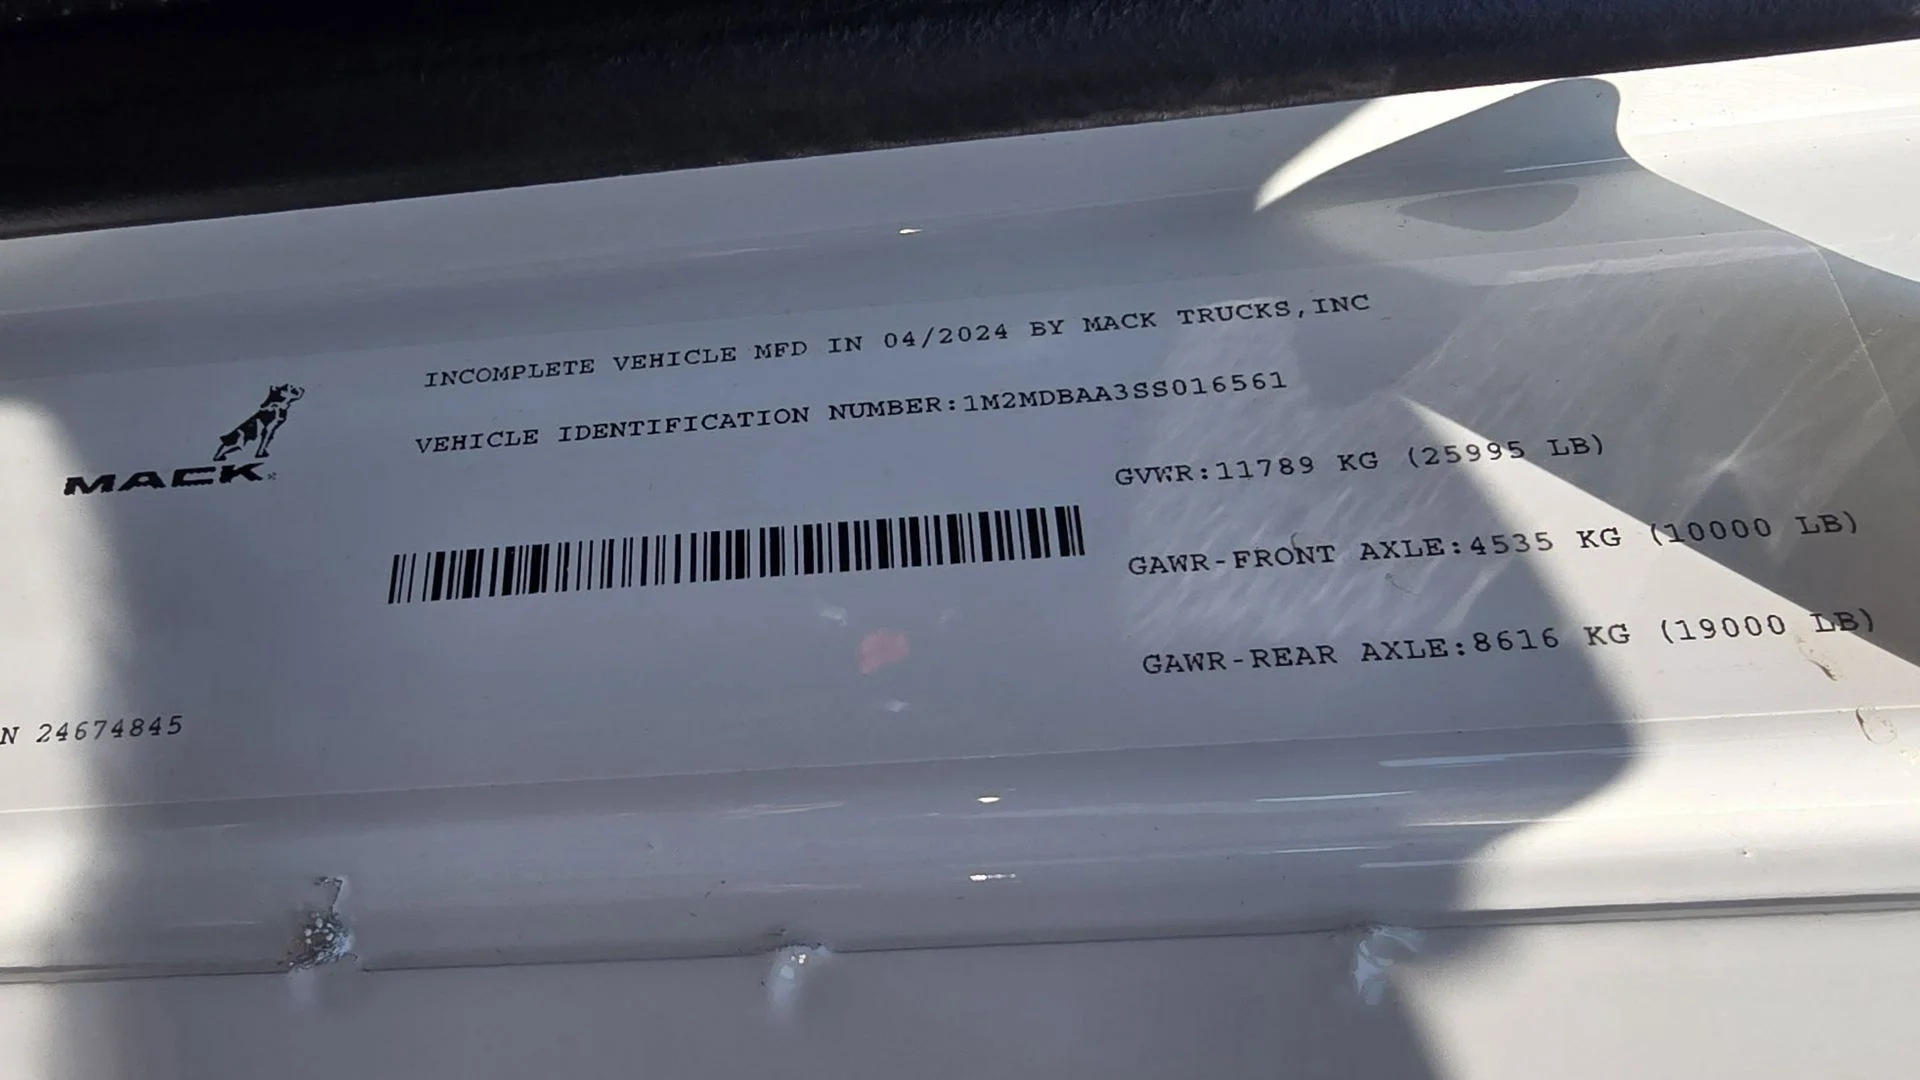 INCOMPLETE VEHICLE MFD IN 04/2024 BY MACK TRUCKS,INC
VEHICLE IDENTIFICATION NUMBER:1M2MDBAA3SS016561
MACK
GVWR:11789 KG (25995 LB)
GAWR-FRONT AXLE:4535 KG (10000 LB)
GAWR-REAR AXLE:8616 KG (19000 LB)
N 24674845